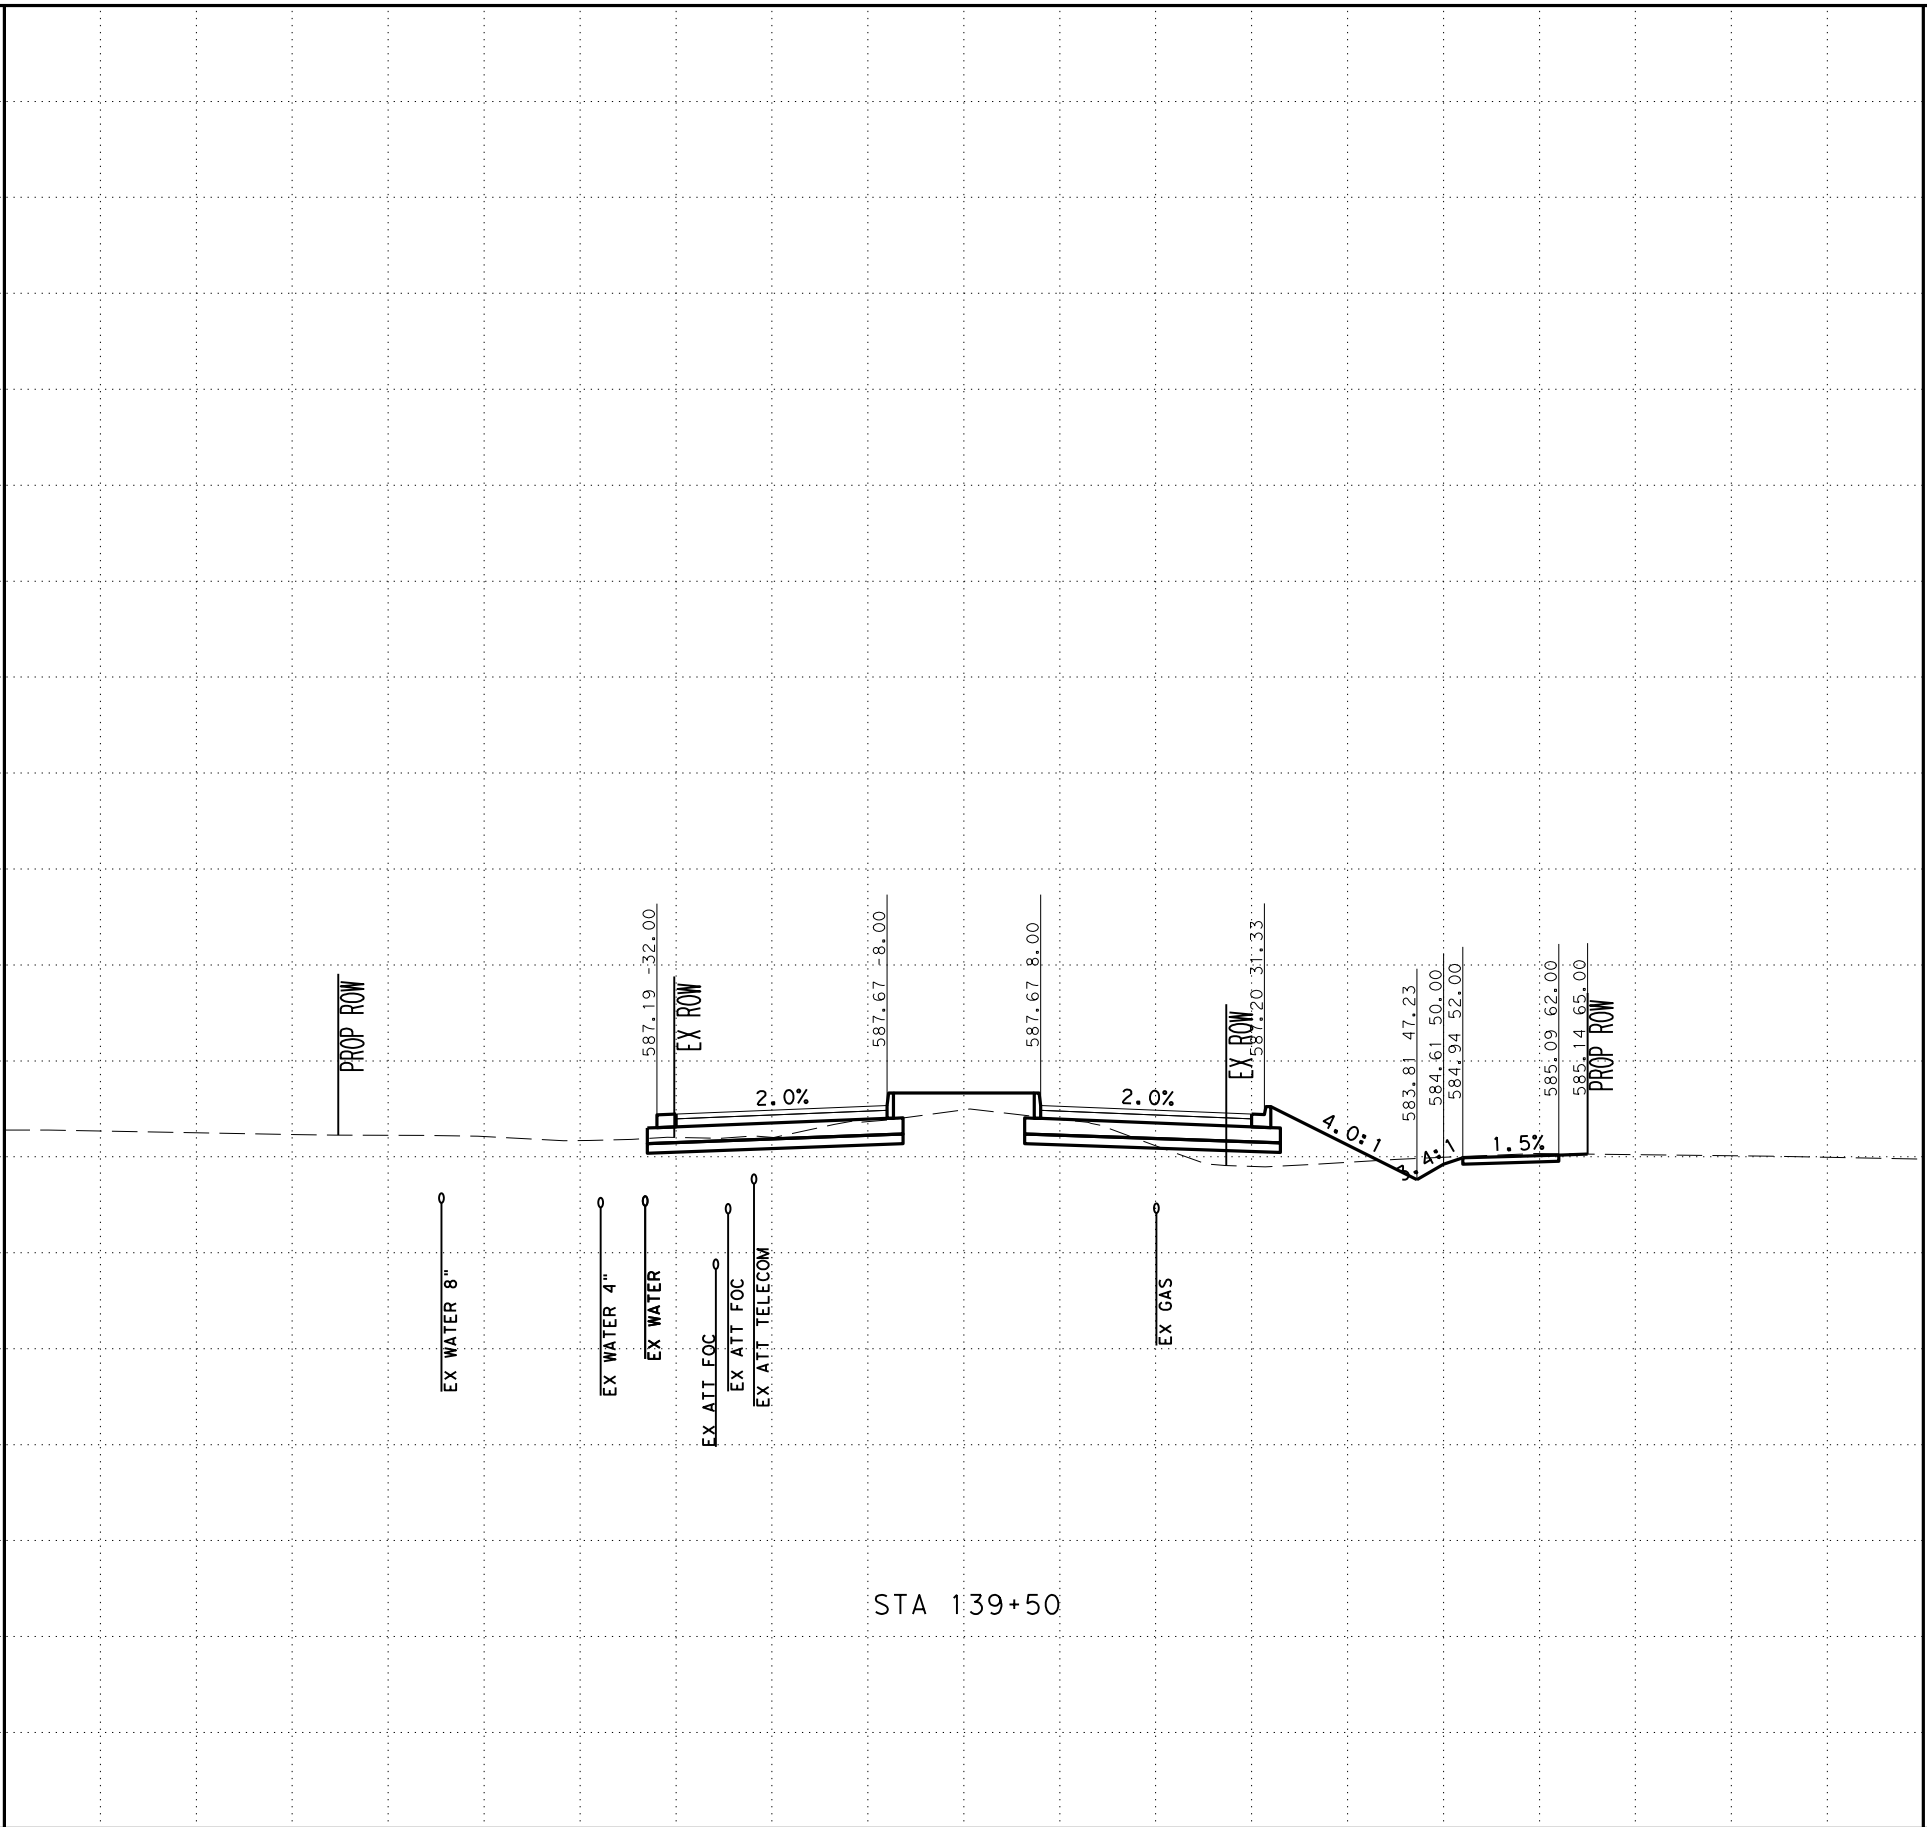 587.19 -32.00
587.67 -8.00
587.67 8.00
587.20 31.33
583.81 47.23
584.61 50.00
584.94 52.00
585.09 62.00
585.14 65.00
PROP ROW
EX ROW
EX ROW
PROP ROW
2.0%
2.0%
4.0:1
3.4:1
1.5%
EX WATER 8"
EX WATER 4"
EX WATER
EX ATT FOC
EX ATT FOC
EX ATT TELECOM
EX GAS
STA 139+50